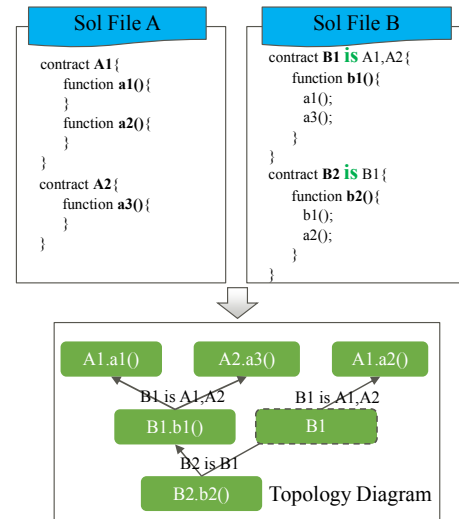 Sol File A
contract A1{
function a1(){
}
function a2(){
}
}
contract A2{
function a3(){
}
}
Sol File B
contract B1 is A1,A2{
function b1(){
a1();
a3();
}
}
contract B2 is B1{
function b2(){
b1();
a2();
}
}
A1.a1()
A2.a3()
A1.a2()
B1 is A1,A2
B1 is A1,A2
B1.b1()
B1
B2 is B1
B2.b2()
Topology Diagram